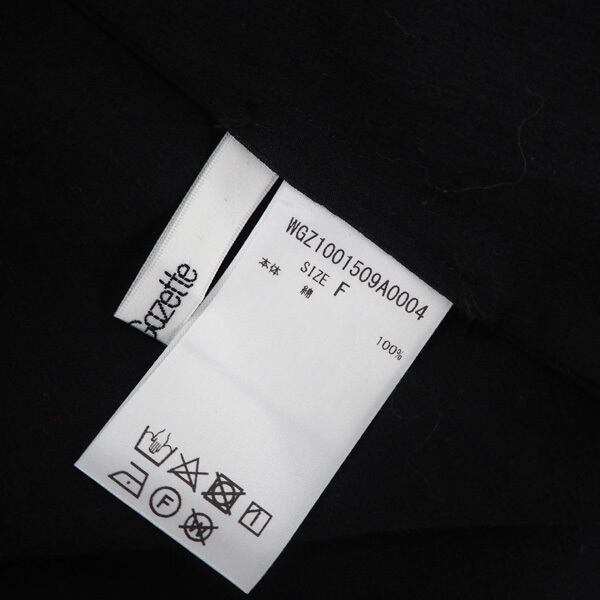 Gazette
WGZ1001509A0004
SIZE F
本体 綿 100%
F
W